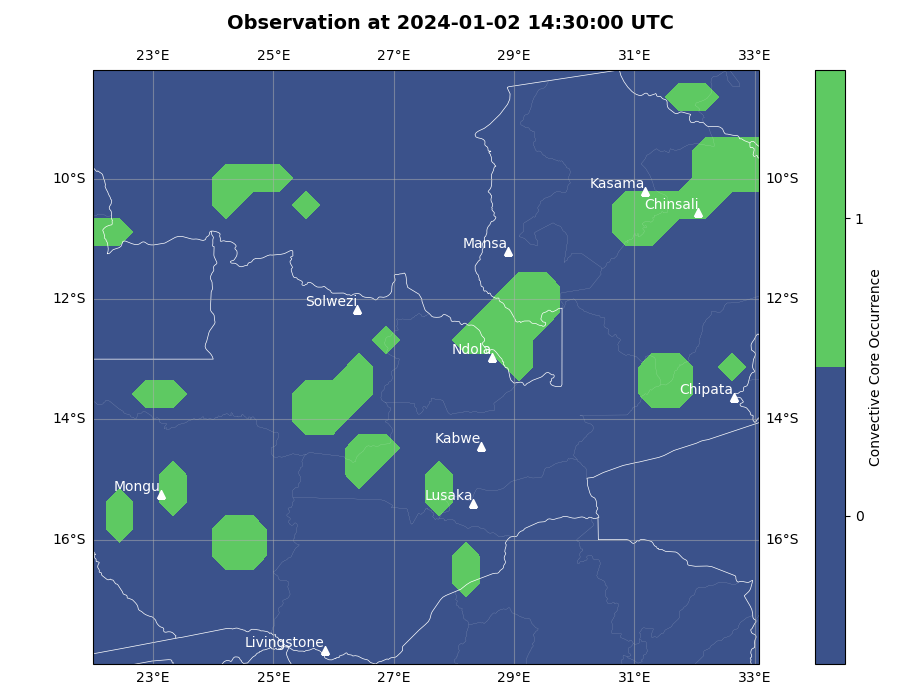 Observation at 2024-01-02 14:30:00 UTC
23°E 25°E 27°E 29°E 31°E 33°E
10°S 10°S
Kasama
Chinsali
1
Mansa
12°S 12°S
Solwezi
Ndola
Convective Core Occurrence
Chipata
14°S 14°S
Kabwe
Mongu
Lusaka
0
16°S 16°S
Livingstone
23°E 25°E 27°E 29°E 31°E 33°E